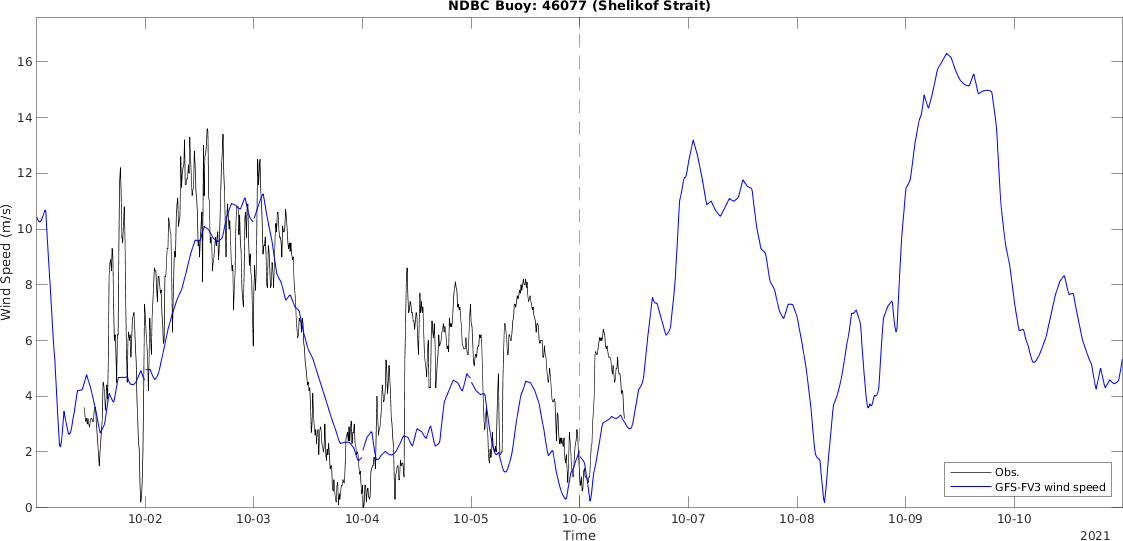 NDBC Buoy: 46077 (Shelikof Strait)
Wind Speed (m/s)
16
14
12
10
8
6
4
2
0
10-02 10-03 10-04 10-05 10-06 10-07 10-08 10-09 10-10
Time
2021
Obs.
GFS-FV3 wind speed